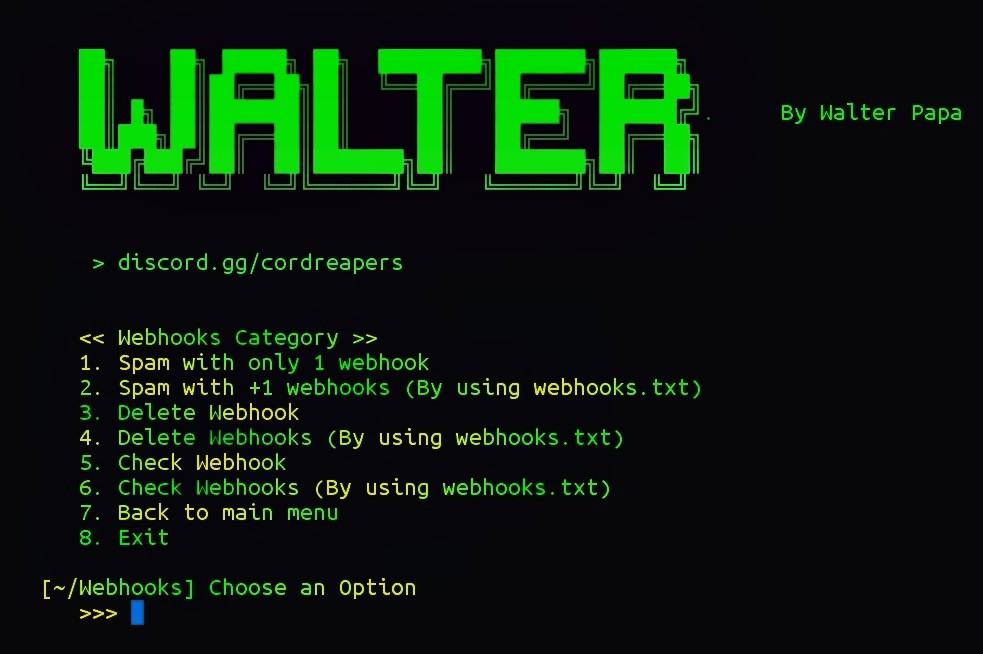 WALTER
By Walter Papa
> discord.gg/cordreapers
<< Webhooks Category >>
1. Spam with only 1 webhook
2. Spam with +1 webhooks (By using webhooks.txt)
3. Delete Webhook
4. Delete Webhooks (By using webhooks.txt)
5. Check Webhook
6. Check Webhooks (By using webhooks.txt)
7. Back to main menu
8. Exit
[~/Webhooks] Choose an Option
>>>